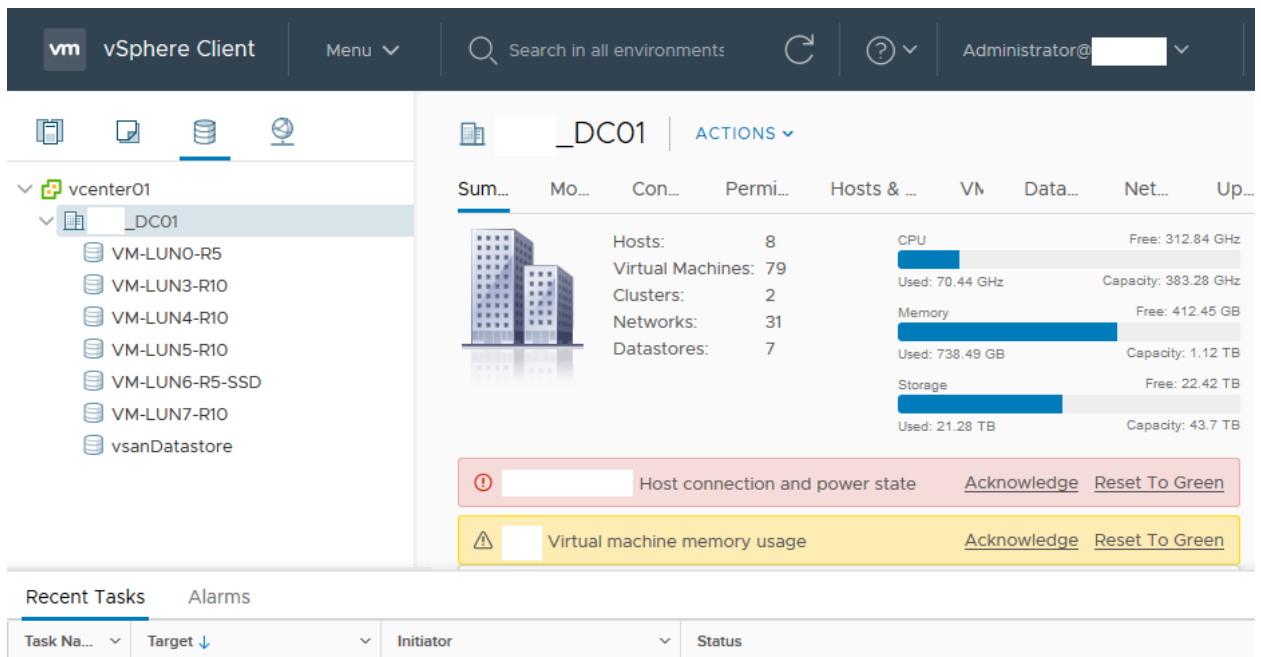 vm vSphere Client Menu Search in all environments ? Administrator@
_DC01 ACTIONS
vcenter01
_DC01
VM-LUN0-R5
VM-LUN3-R10
VM-LUN4-R10
VM-LUN5-R10
VM-LUN6-R5-SSD
VM-LUN7-R10
vsanDatastore
Sum... Mo... Con... Permi... Hosts & ... VM Data... Net... Up...
Hosts: 8
Virtual Machines: 79
Clusters: 2
Networks: 31
Datastores: 7
CPU Free: 312.84 GHz
Used: 70.44 GHz Capacity: 383.28 GHz
Memory Free: 412.45 GB
Used: 738.49 GB Capacity: 1.12 TB
Storage Free: 22.42 TB
Used: 21.28 TB Capacity: 43.7 TB
Host connection and power state Acknowledge Reset To Green
Virtual machine memory usage Acknowledge Reset To Green
Recent Tasks Alarms
Task Na... Target Initiator Status